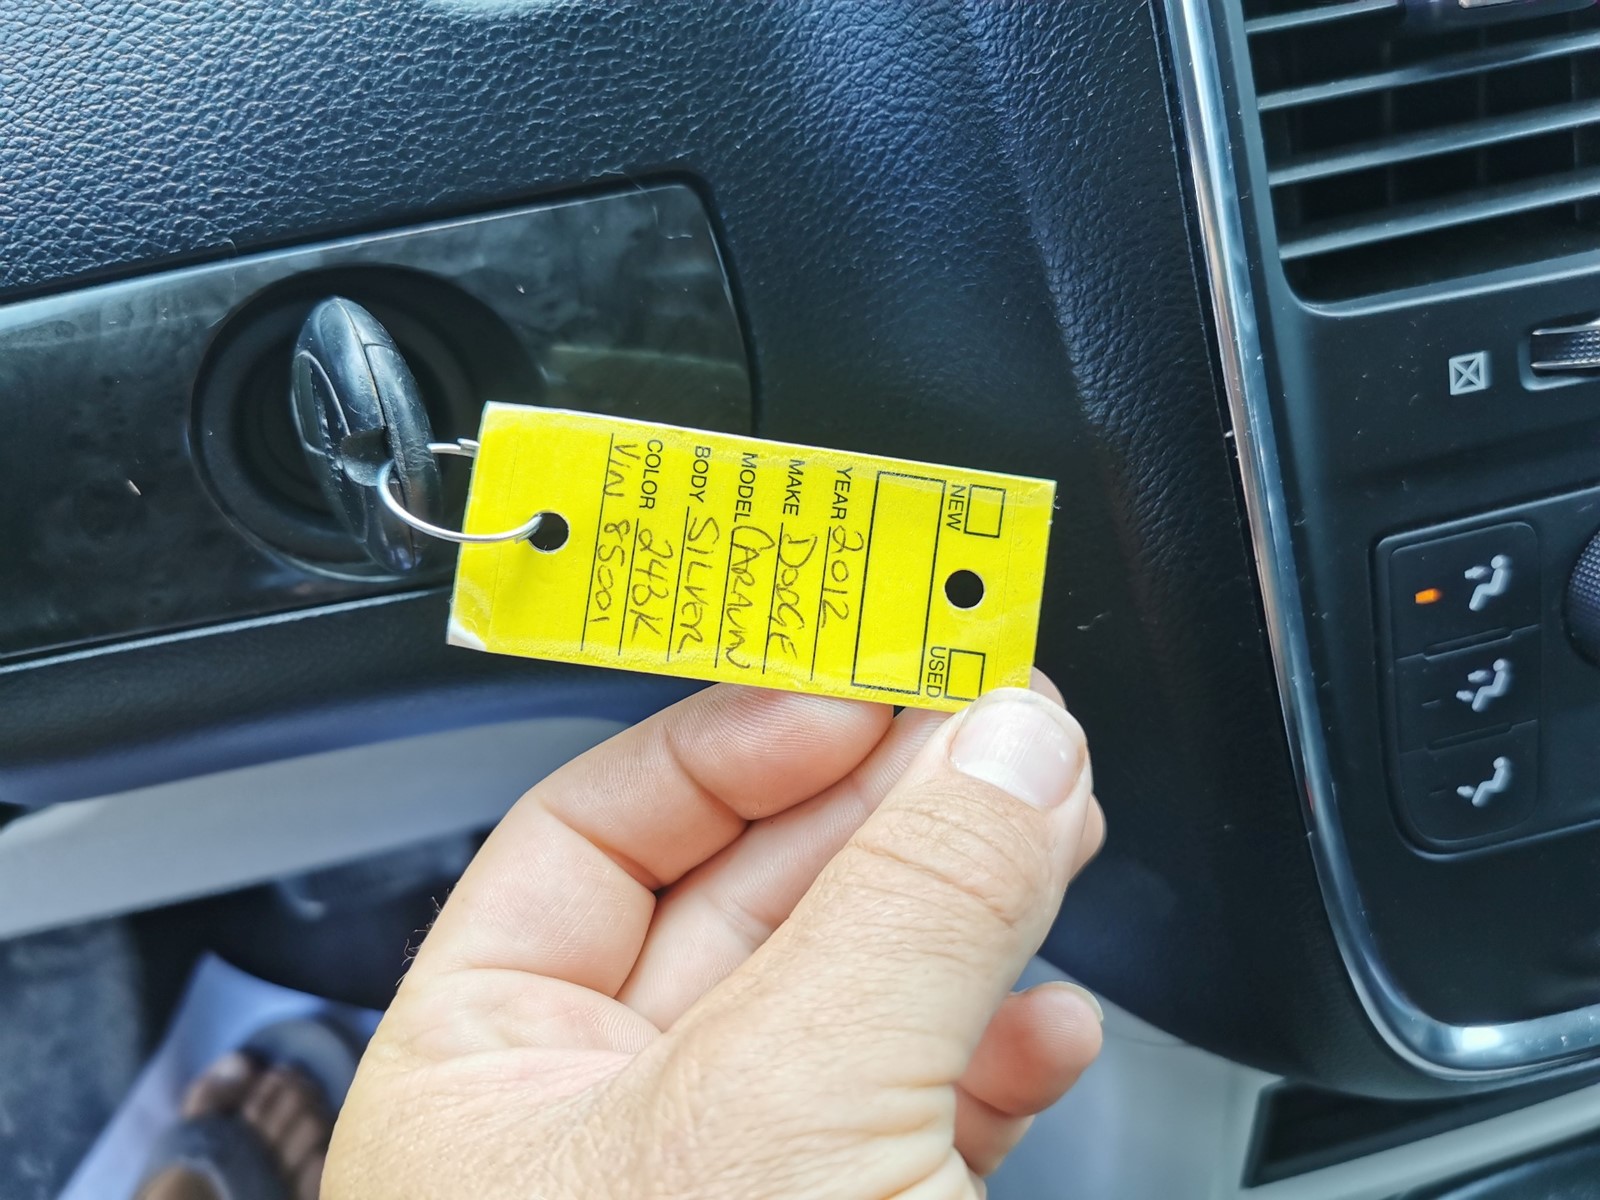 NEW USED
YEAR 2012
MAKE DODGE
MODEL CARAVAN
BODY SILVER
COLOR 243K
Vin 85001